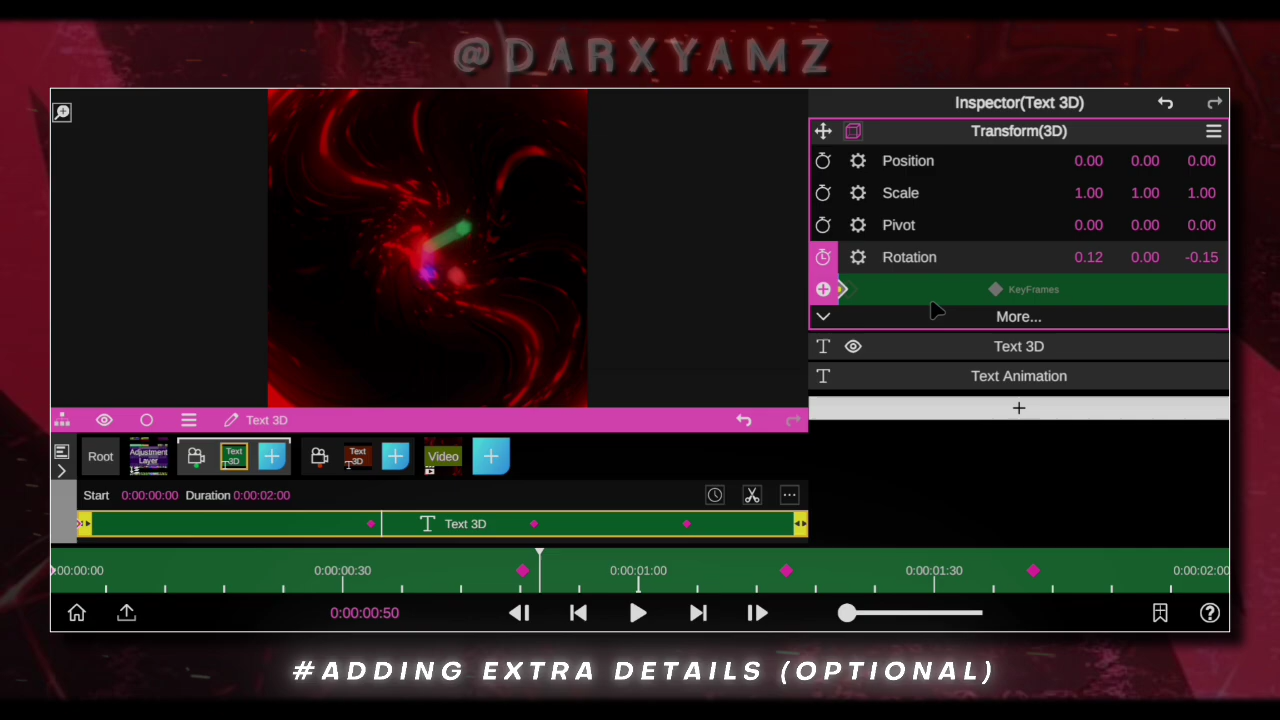 @DARXYAMZ
Inspector(Text 3D)
Transform(3D)
Position 0.00 0.00 0.00
Scale 1.00 1.00 1.00
Pivot 0.00 0.00 0.00
Rotation 0.12 0.00 -0.15
KeyFrames
More...
Text 3D
Text Animation
Text 3D
Root Adjustment Layer Text 3D Text 3D Video
Start 0:00:00:00 Duration 0:00:02:00
Text 3D
00:00:00 0:00:00:30 0:00:01:00 0:00:01:30 0:00:02:00
0:00:00:50
#ADDING EXTRA DETAILS (OPTIONAL)